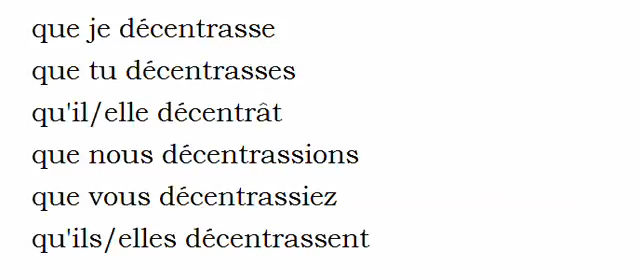 que je décentrasse
que tu décentrasses
qu'il/elle décentrât
que nous décentrassions
que vous décentrassiez
qu'ils/elles décentrassent